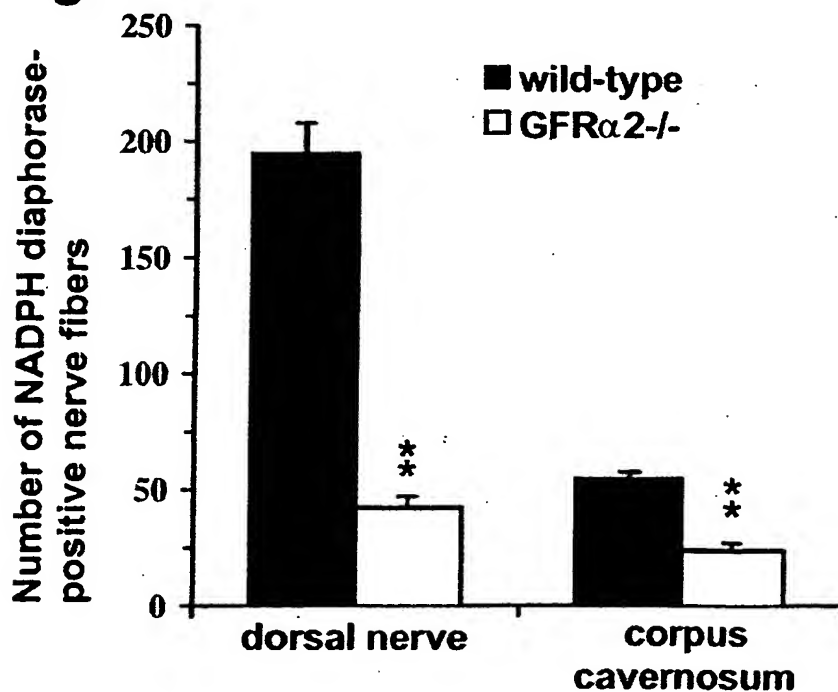 Number of NADPH diaphorase-
positive nerve fibers
250
200
150
100
50
0
wild-type
GFRα2-/-
**
**
dorsal nerve
corpus
cavernosum